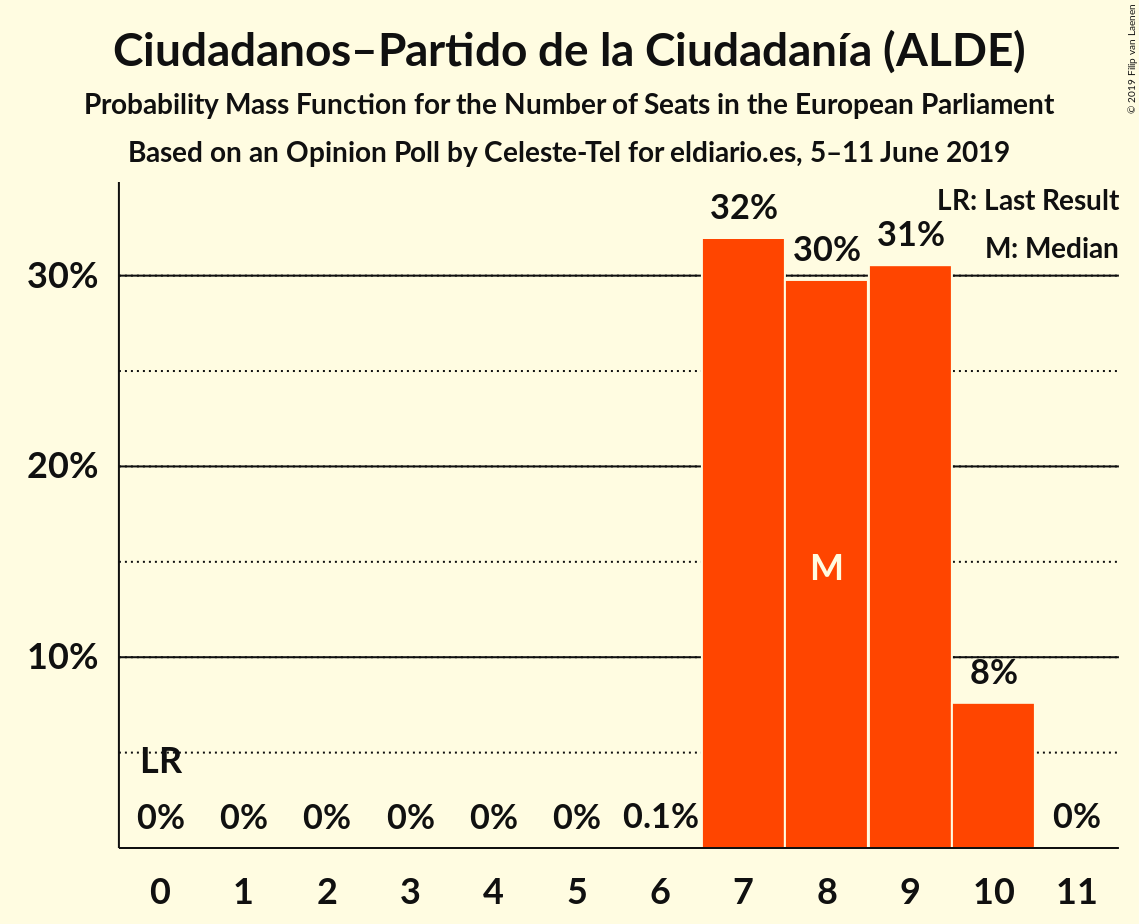 Ciudadanos–Partido de la Ciudadanía (ALDE)
Probability Mass Function for the Number of Seats in the European Parliament
Based on an Opinion Poll by Celeste-Tel for eldiario.es, 5–11 June 2019
© 2019 Filip van Laenen
LR: Last Result
M: Median
32%
30%
31%
30%
20%
M
10%
8%
LR
0%
0%
0%
0%
0%
0%
0.1%
0%
0 1 2 3 4 5 6 7 8 9 10 11